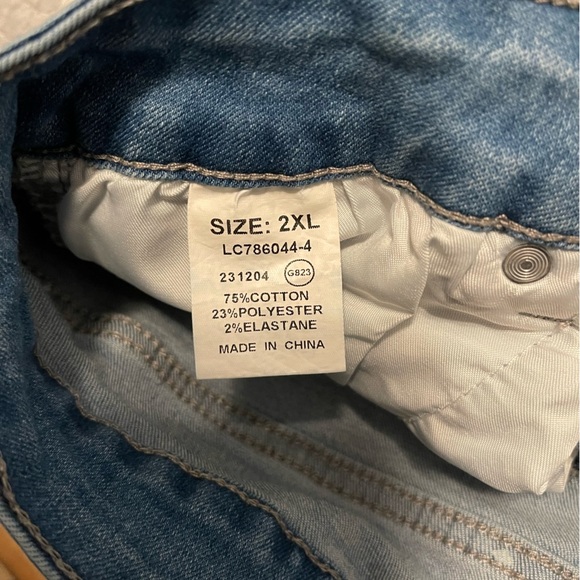 SIZE: 2XL
LC786044-4
231204 G823
75%COTTON
23%POLYESTER
2%ELASTANE
MADE IN CHINA